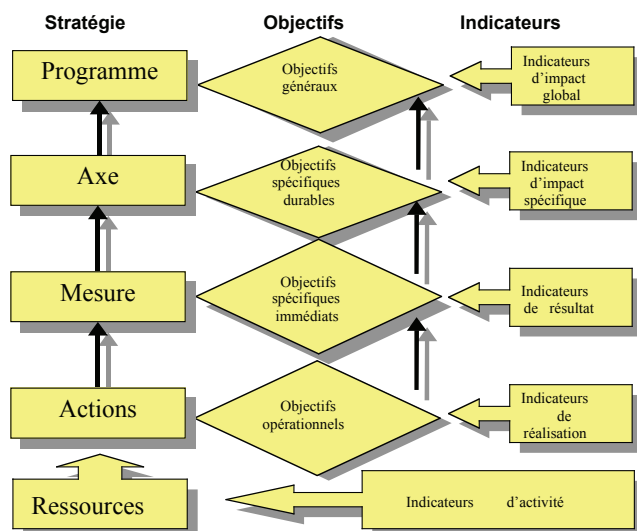 Stratégie Objectifs Indicateurs
Programme
Objectifs
généraux
Indicateurs
d'impact
global
Axe
Objectifs
spécifiques
durables
Indicateurs
d'impact
spécifique
Mesure
Objectifs
spécifiques
immédiats
Indicateurs
de résultat
Actions
Objectifs
opérationnels
Indicateurs
de
réalisation
Ressources
Indicateurs d'activité